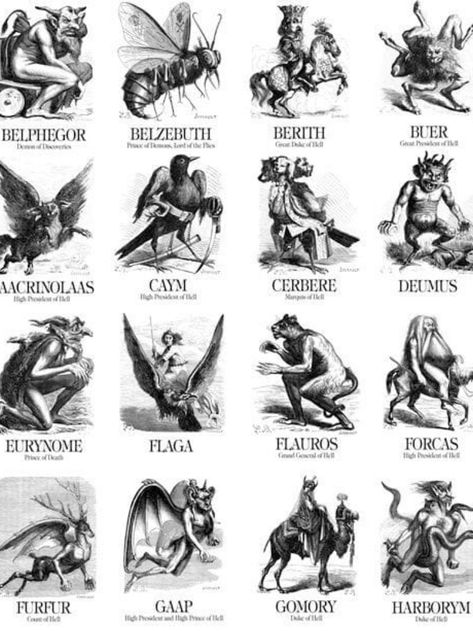 BELPHEGOR
Demon of Discoveries
BELZEBUTH
Prince of Demons, Lord of the Flies
BERITH
Great Duke of Hell
BUER
Great President of Hell
AACRINOLAAS
High President of Hell
CAYM
High President of Hell
CERBERE
Marquis of Hell
DEUMUS
EURYNOME
Prince of Death
FLAGA
FLAUROS
Grand General of Hell
FORCAS
High President of Hell
FURFUR
Count of Hell
GAAP
High President and High Prince of Hell
GOMORY
Duke of Hell
HARBORYM
Duke of Hell